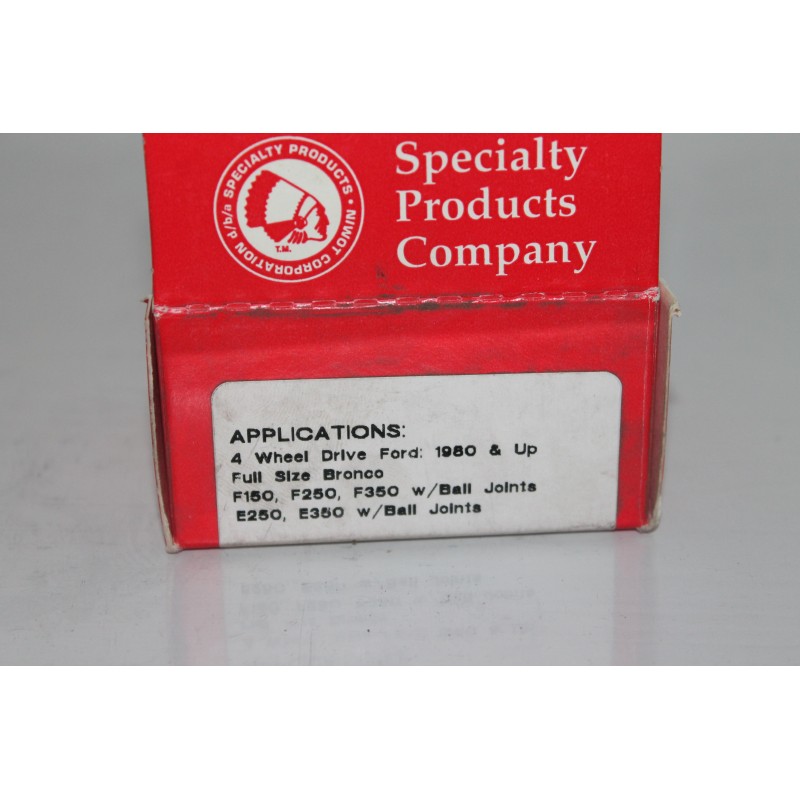 SPECIALTY PRODUCTS • NIWOT CORPORATION d/b/a
T.M.
Specialty
Products
Company
APPLICATIONS:
4 Wheel Drive Ford: 1980 & Up
Full Size Bronco
F150, F250, F350 w/Ball Joints
E250, E350 w/Ball Joints